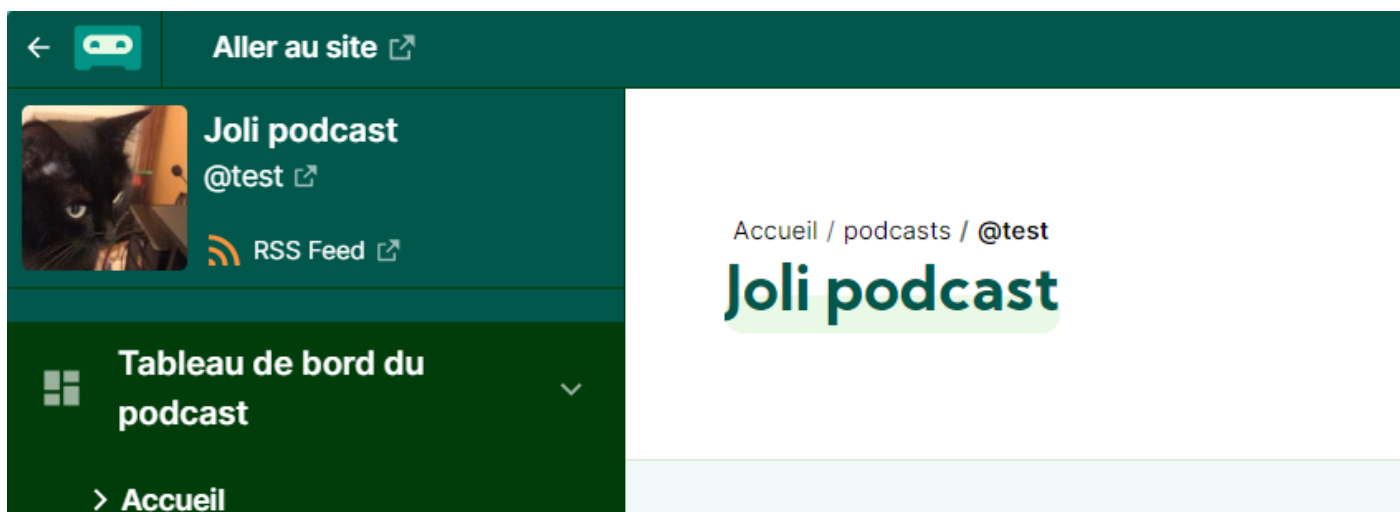 Aller au site
Joli podcast
@test
RSS Feed
Tableau de bord du
podcast
Accueil
Accueil / podcasts / @test
Joli podcast